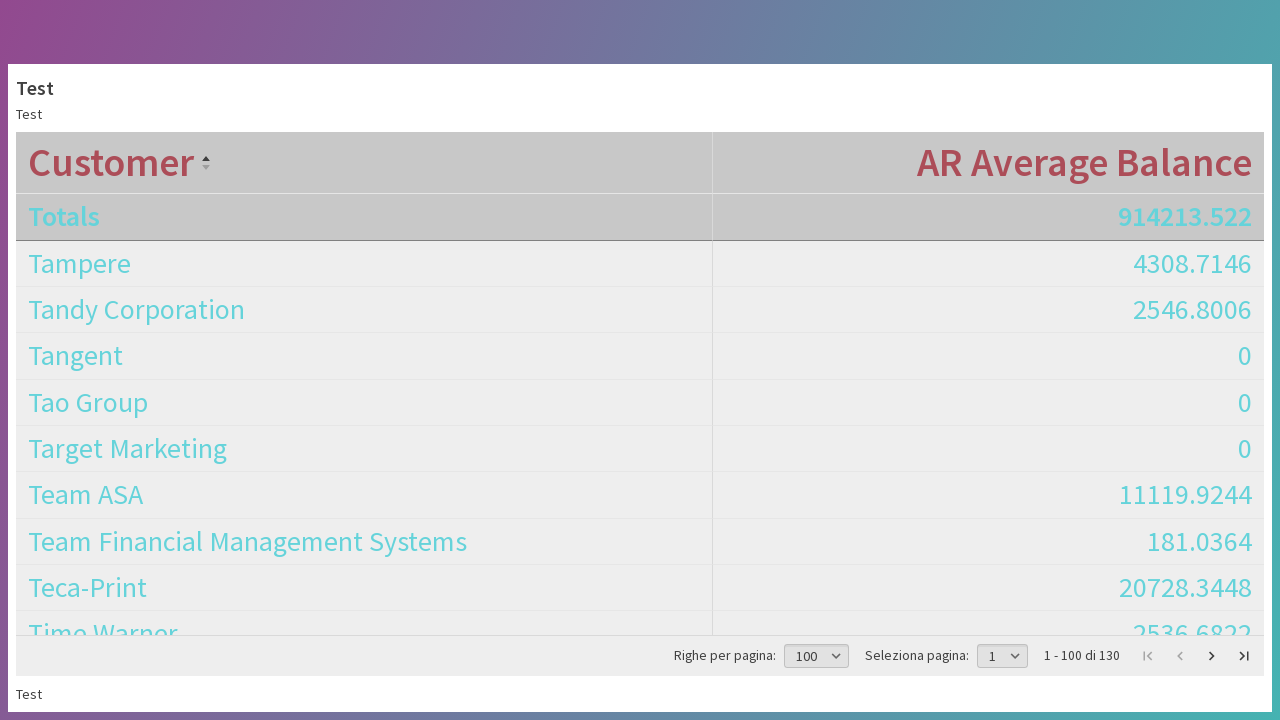 Test
Test
Customer AR Average Balance
Totals 914213.522
Tampere 4308.7146
Tandy Corporation 2546.8006
Tangent 0
Tao Group 0
Target Marketing 0
Team ASA 11119.9244
Team Financial Management Systems 181.0364
Teca-Print 20728.3448
Time Warner 2536.6822
Righe per pagina: 100 Seleziona pagina: 1 1 - 100 di 130
Test